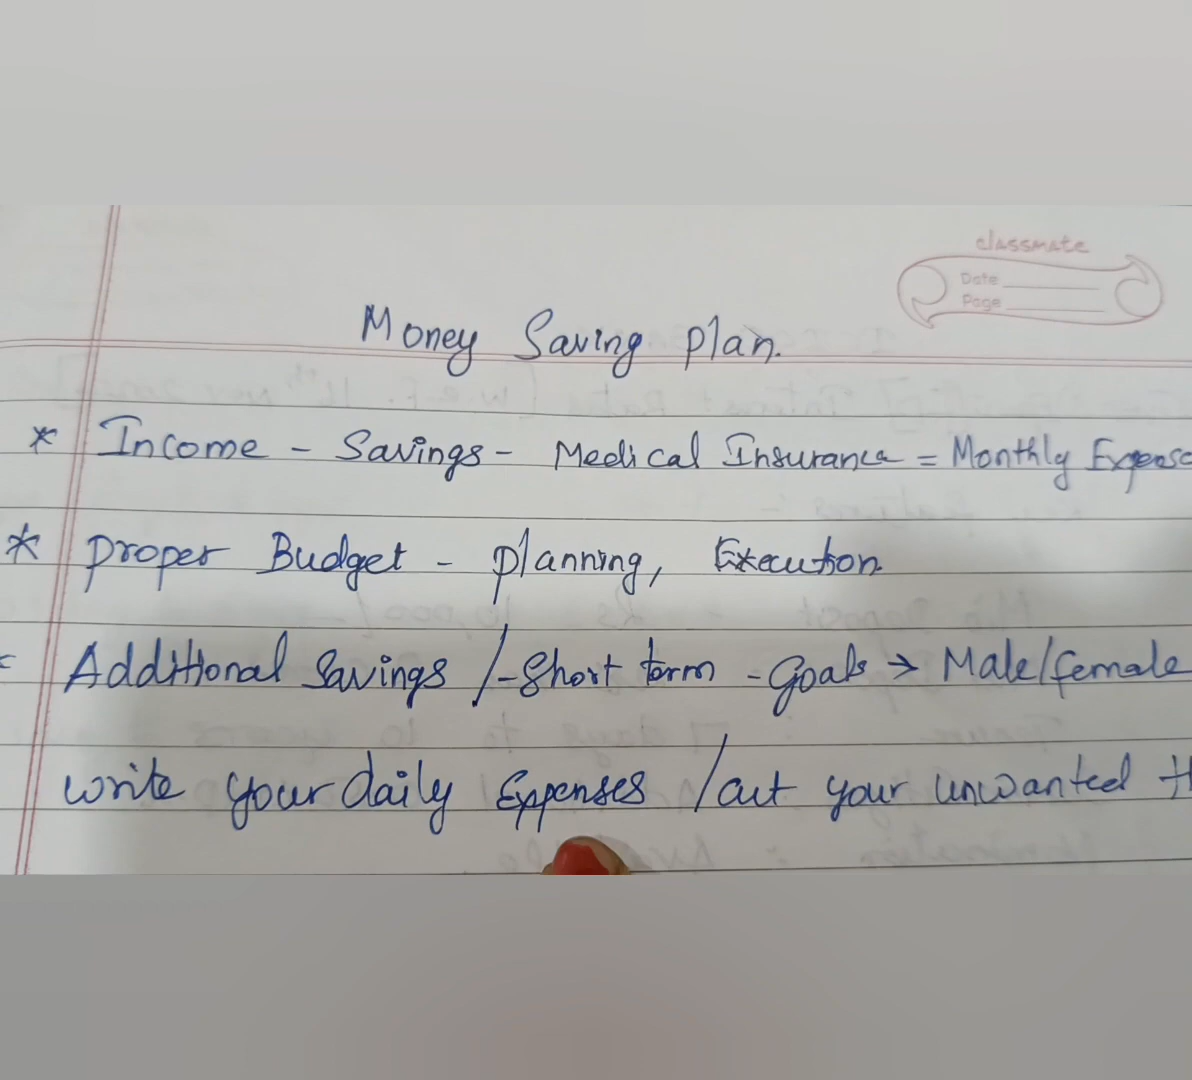 classmate
Date
Page
Money Saving plan.
* Income - Savings - Medical Insurance = Monthly Expense
* proper Budget - planning, Execution.
Additional Savings /- Short term - Goals → Male/female
write your daily Expenses / cut your unwanted